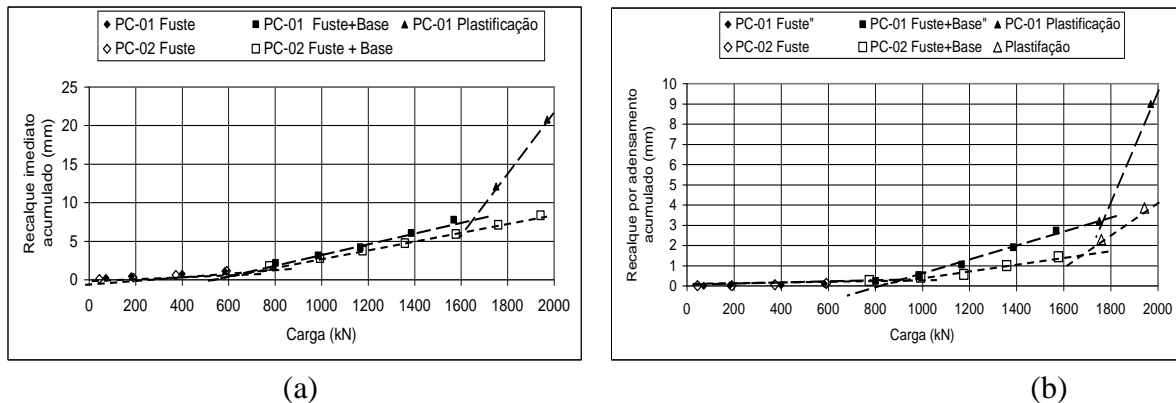 PC-01 Fuste PC-01 Fuste+Base PC-01 Plastificação
PC-02 Fuste PC-02 Fuste + Base
25
20
15
10
5
0
0 200 400 600 800 1000 1200 1400 1600 1800 2000
Carga (kN)
Recalque imediato
acumulado (mm)
(a)
PC-01 Fuste" PC-01 Fuste+Base" PC-01 Plastificação
PC-02 Fuste PC-02 Fuste+Base Plastifação
10
9
8
7
6
5
4
3
2
1
0
0 200 400 600 800 1000 1200 1400 1600 1800 2000
Carga (kN)
Recalque por adensamento
acumulado (mm)
(b)